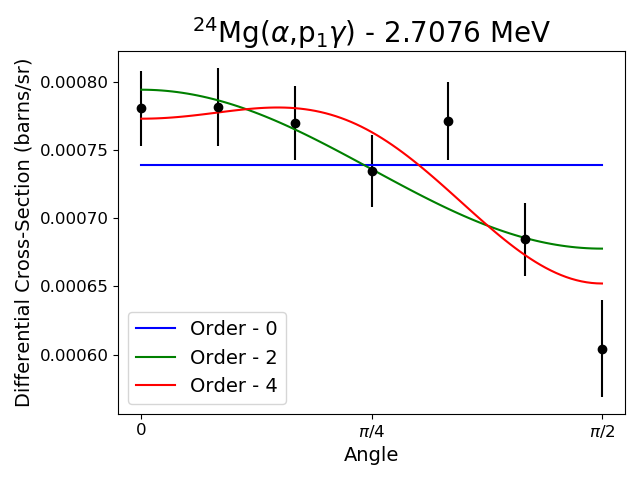 ²⁴Mg(α,p₁γ) - 2.7076 MeV
Differential Cross-Section (barns/sr)
0.00080
0.00075
0.00070
0.00065
0.00060
Order - 0
Order - 2
Order - 4
0
π/4
π/2
Angle